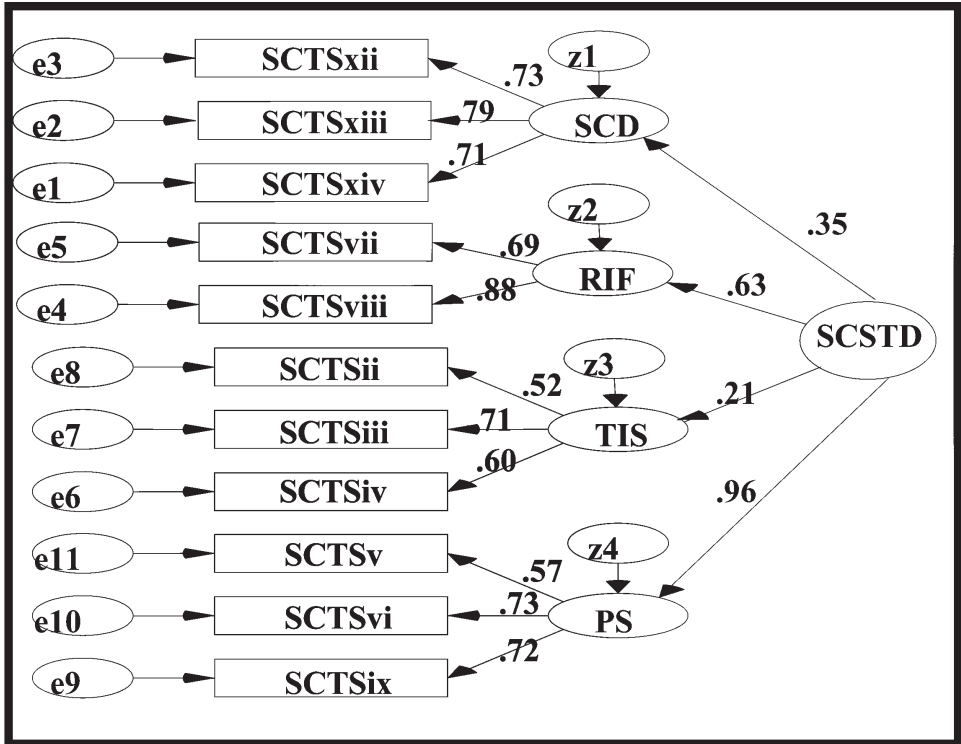 e3
SCTSxii
z1
.73
e2
SCTSxiii
.79
SCD
e1
SCTSxiv
.71
z2
.35
e5
SCTSvii
.69
RIF
.63
e4
SCTSviii
.88
SCSTD
e8
SCTSii
z3
.52
.21
e7
SCTSiii
.71
TIS
e6
SCTSiv
.60
.96
e11
SCTSv
z4
.57
e10
SCTSvi
.73
PS
e9
SCTSix
.72